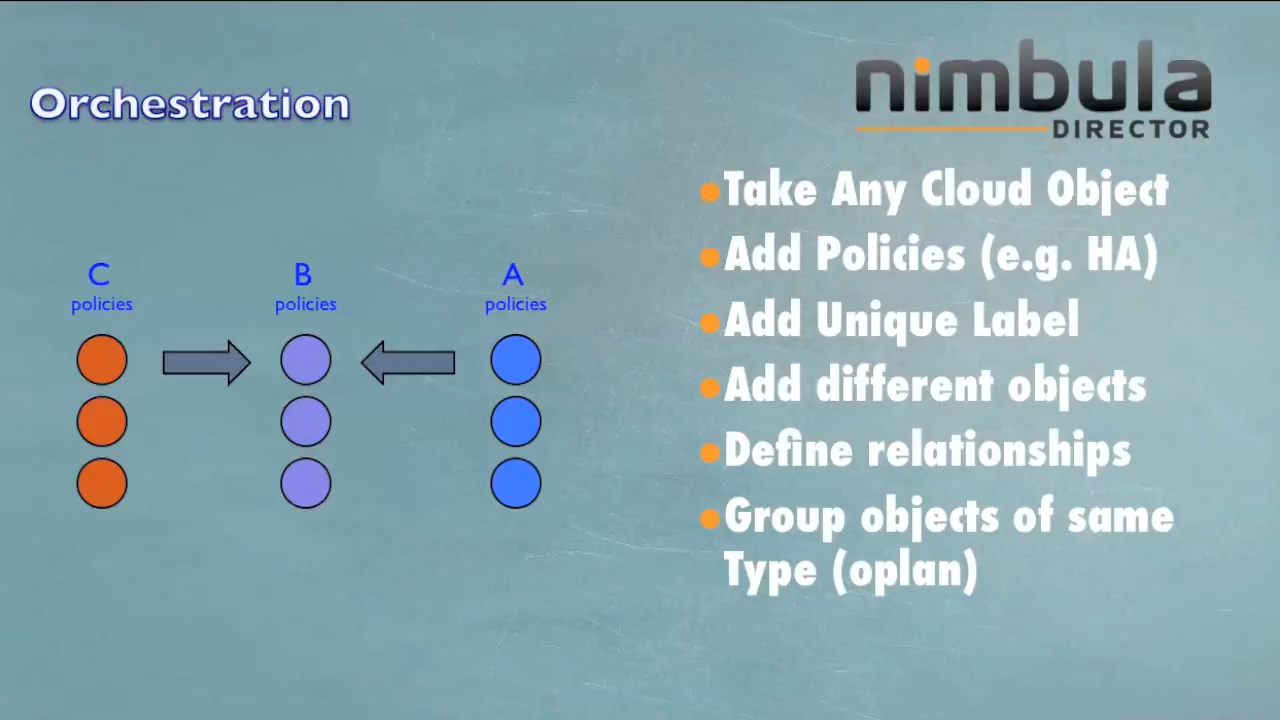 Orchestration
nimbula
DIRECTOR
C
policies
B
policies
A
policies
•Take Any Cloud Object
•Add Policies (e.g. HA)
•Add Unique Label
•Add different objects
•Define relationships
•Group objects of same
Type (oplan)